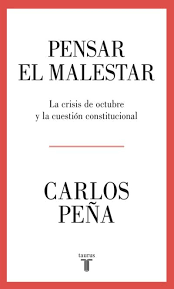 PENSAR
EL MALESTAR
La crisis de octubre
y la cuestión constitucional
CARLOS
PEÑA
taurus
T